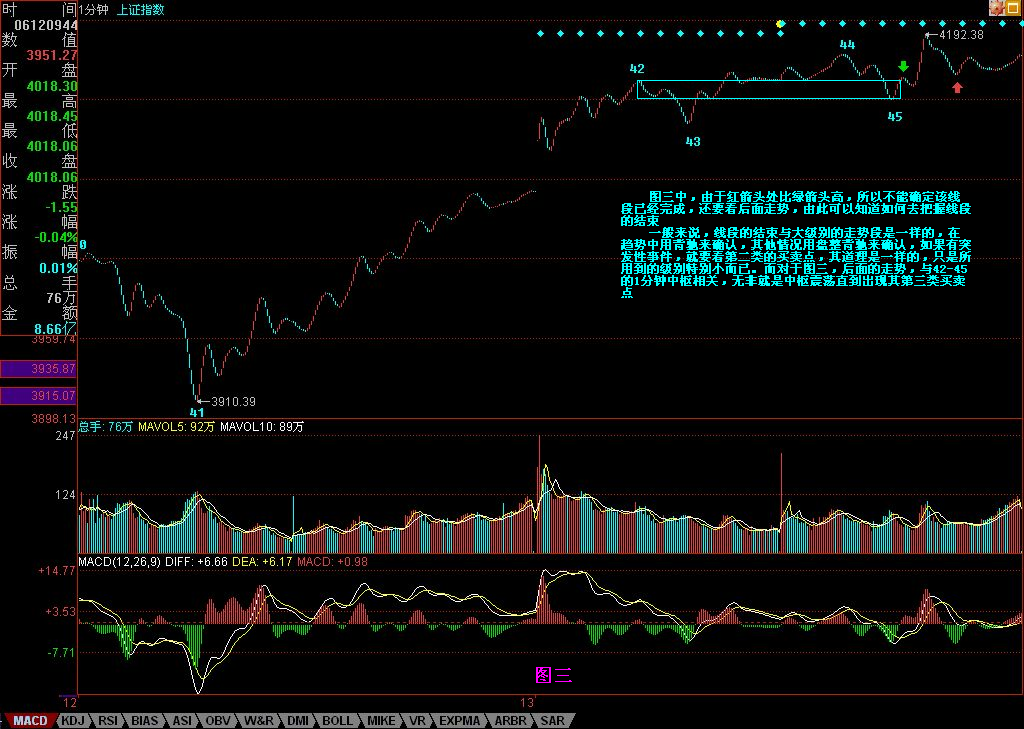 时间 1分钟 上证指数
06120944
数值
3951.27
开盘
4018.30
最高
4018.45
最低
4018.06
收盘
4018.06
涨跌
-1.55
涨幅
-0.04%
振幅
0.01%
总手
76万
金额
8.66亿
3959.74
3935.87
3915.07
3898.13
4192.38
42
44
43
45
0
图三中，由于红箭头处比绿箭头高，所以不能确定该线
段已经完成，还要看后面走势，由此可以知道如何去把握线段
的结束
一般来说，线段的结束与大级别的走势段是一样的，在
趋势中用背驰来确认，其他情况用盘整背驰来确认，如果有突
发性事件，就要看第二类的买卖点，其道理是一样的，只是所
用到的级别特别小而已。而对于图三，后面的走势，与42-45
的1分钟中枢相关，无非就是中枢震荡直到出现其第三类买卖
点
3910.39
41
总手: 76万 MAVOL5: 92万 MAVOL10: 89万
247
124
MACD(12,26,9) DIFF: +6.66 DEA: +6.17 MACD: +0.98
+14.77
+3.53
-7.71
图三
12
13
MACD KDJ RSI BIAS ASI OBV W&R DMI BOLL MIKE VR EXPMA ARBR SAR